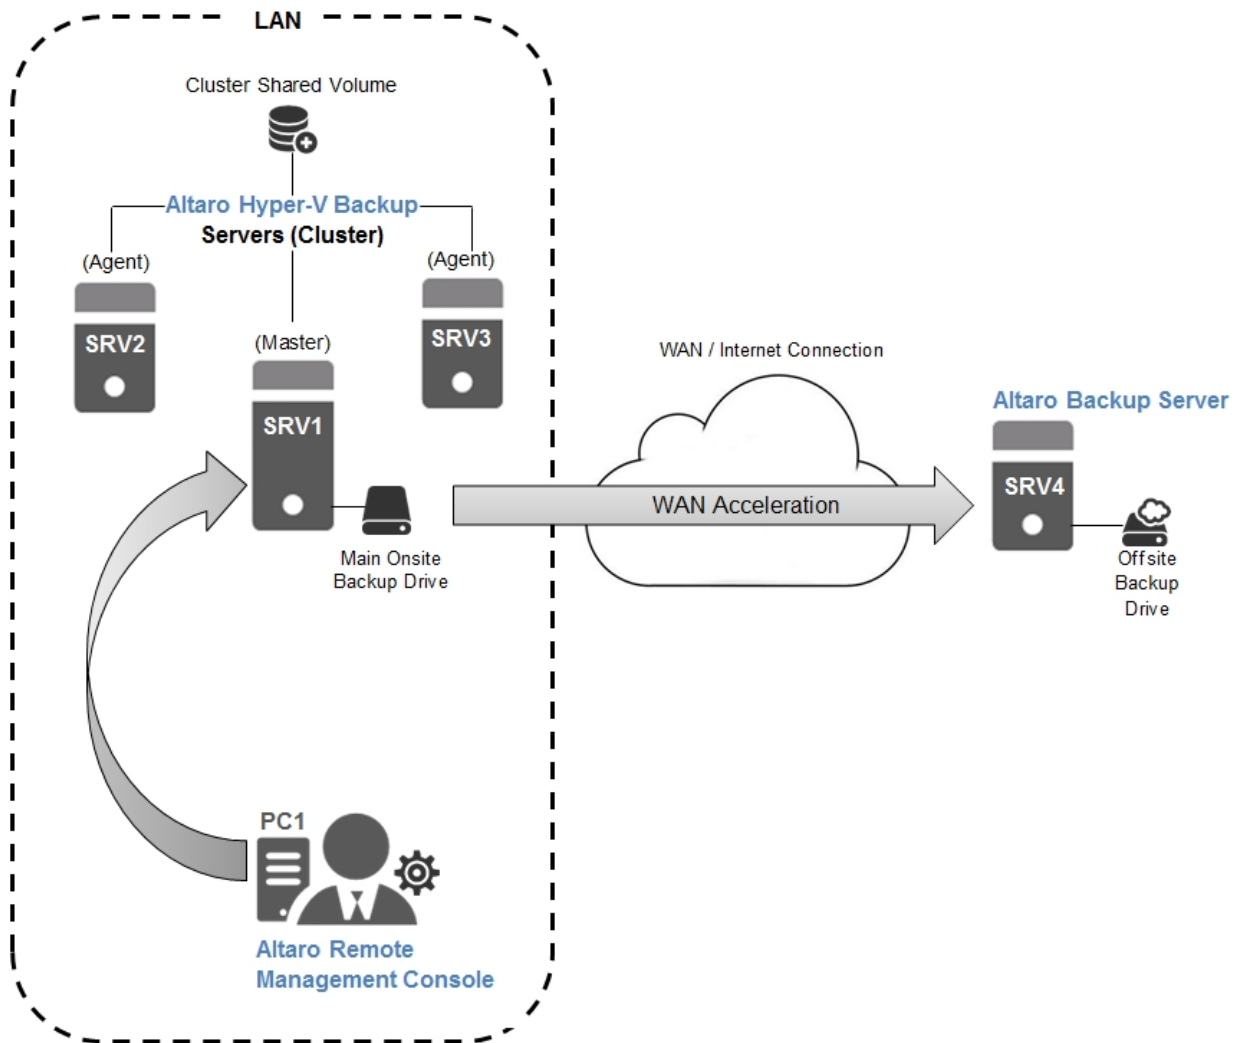 LAN
Cluster Shared Volume
Altaro Hyper-V Backup
Servers (Cluster)
(Agent)
(Agent)
SRV2
SRV3
(Master)
SRV1
Main Onsite
Backup Drive
WAN / Internet Connection
WAN Acceleration
Altaro Backup Server
SRV4
Offsite
Backup
Drive
PC1
Altaro Remote
Management Console